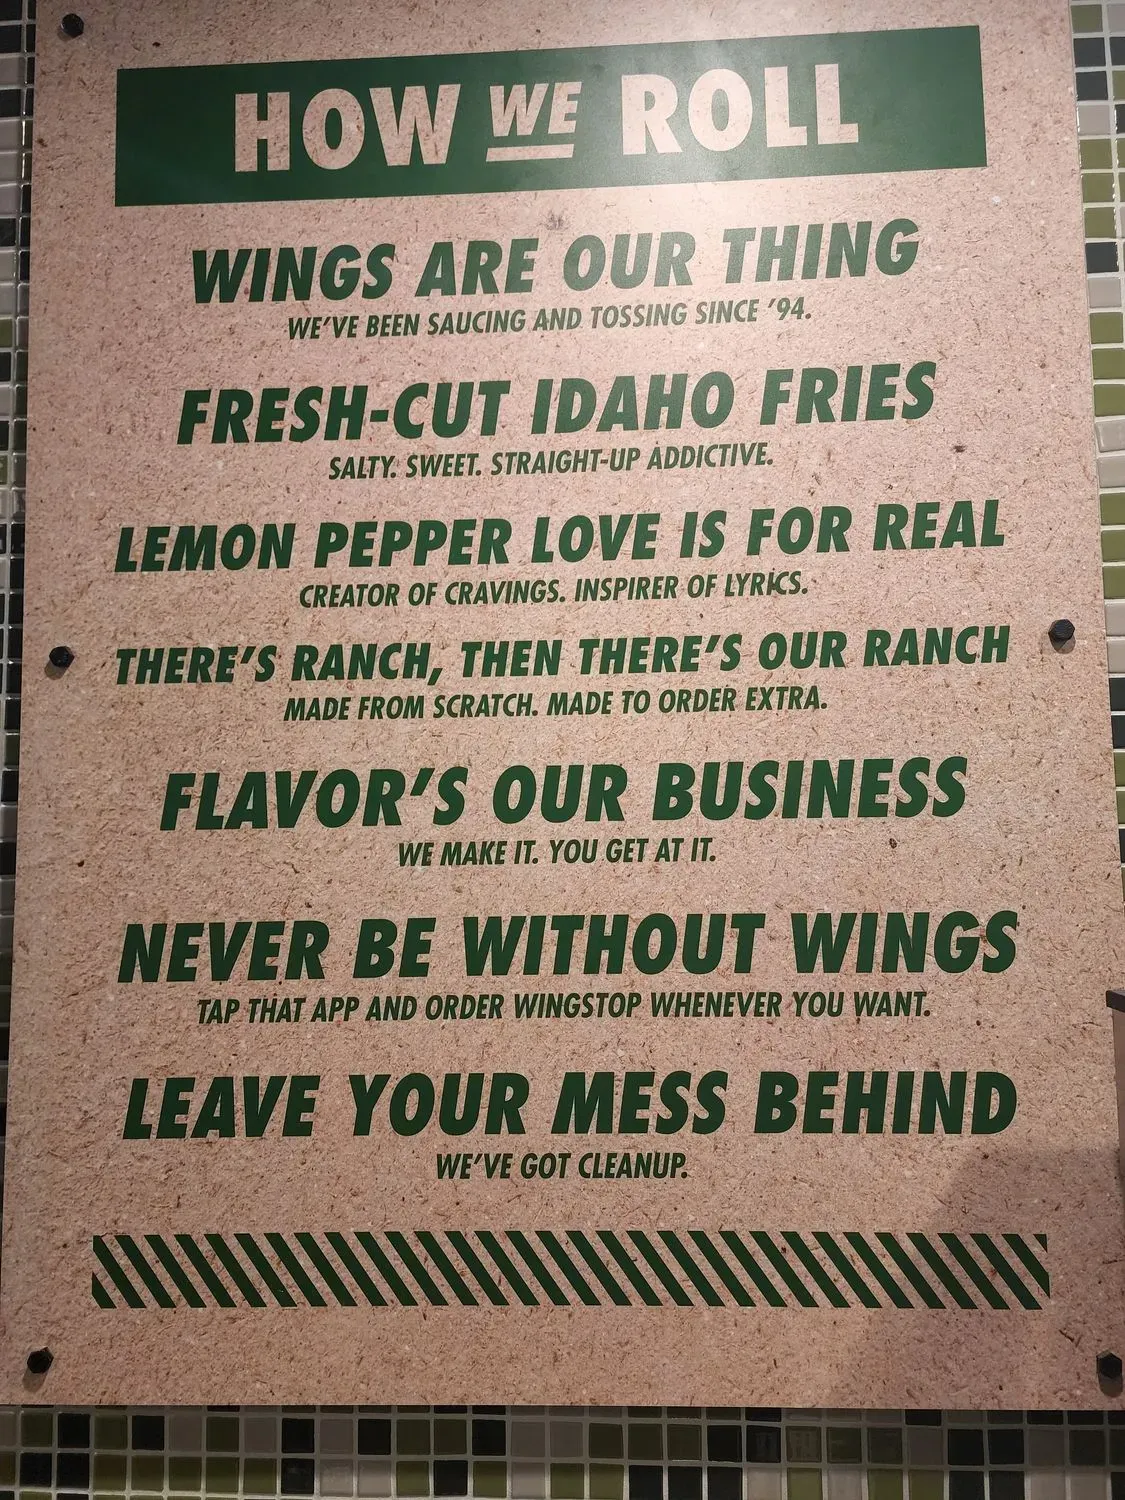 HOW WE ROLL
WINGS ARE OUR THING
WE'VE BEEN SAUCING AND TOSSING SINCE '94.
FRESH-CUT IDAHO FRIES
SALTY. SWEET. STRAIGHT-UP ADDICTIVE.
LEMON PEPPER LOVE IS FOR REAL
CREATOR OF CRAVINGS. INSPIRER OF LYRICS.
THERE'S RANCH, THEN THERE'S OUR RANCH
MADE FROM SCRATCH. MADE TO ORDER EXTRA.
FLAVOR'S OUR BUSINESS
WE MAKE IT. YOU GET AT IT.
NEVER BE WITHOUT WINGS
TAP THAT APP AND ORDER WINGSTOP WHENEVER YOU WANT.
LEAVE YOUR MESS BEHIND
WE'VE GOT CLEANUP.